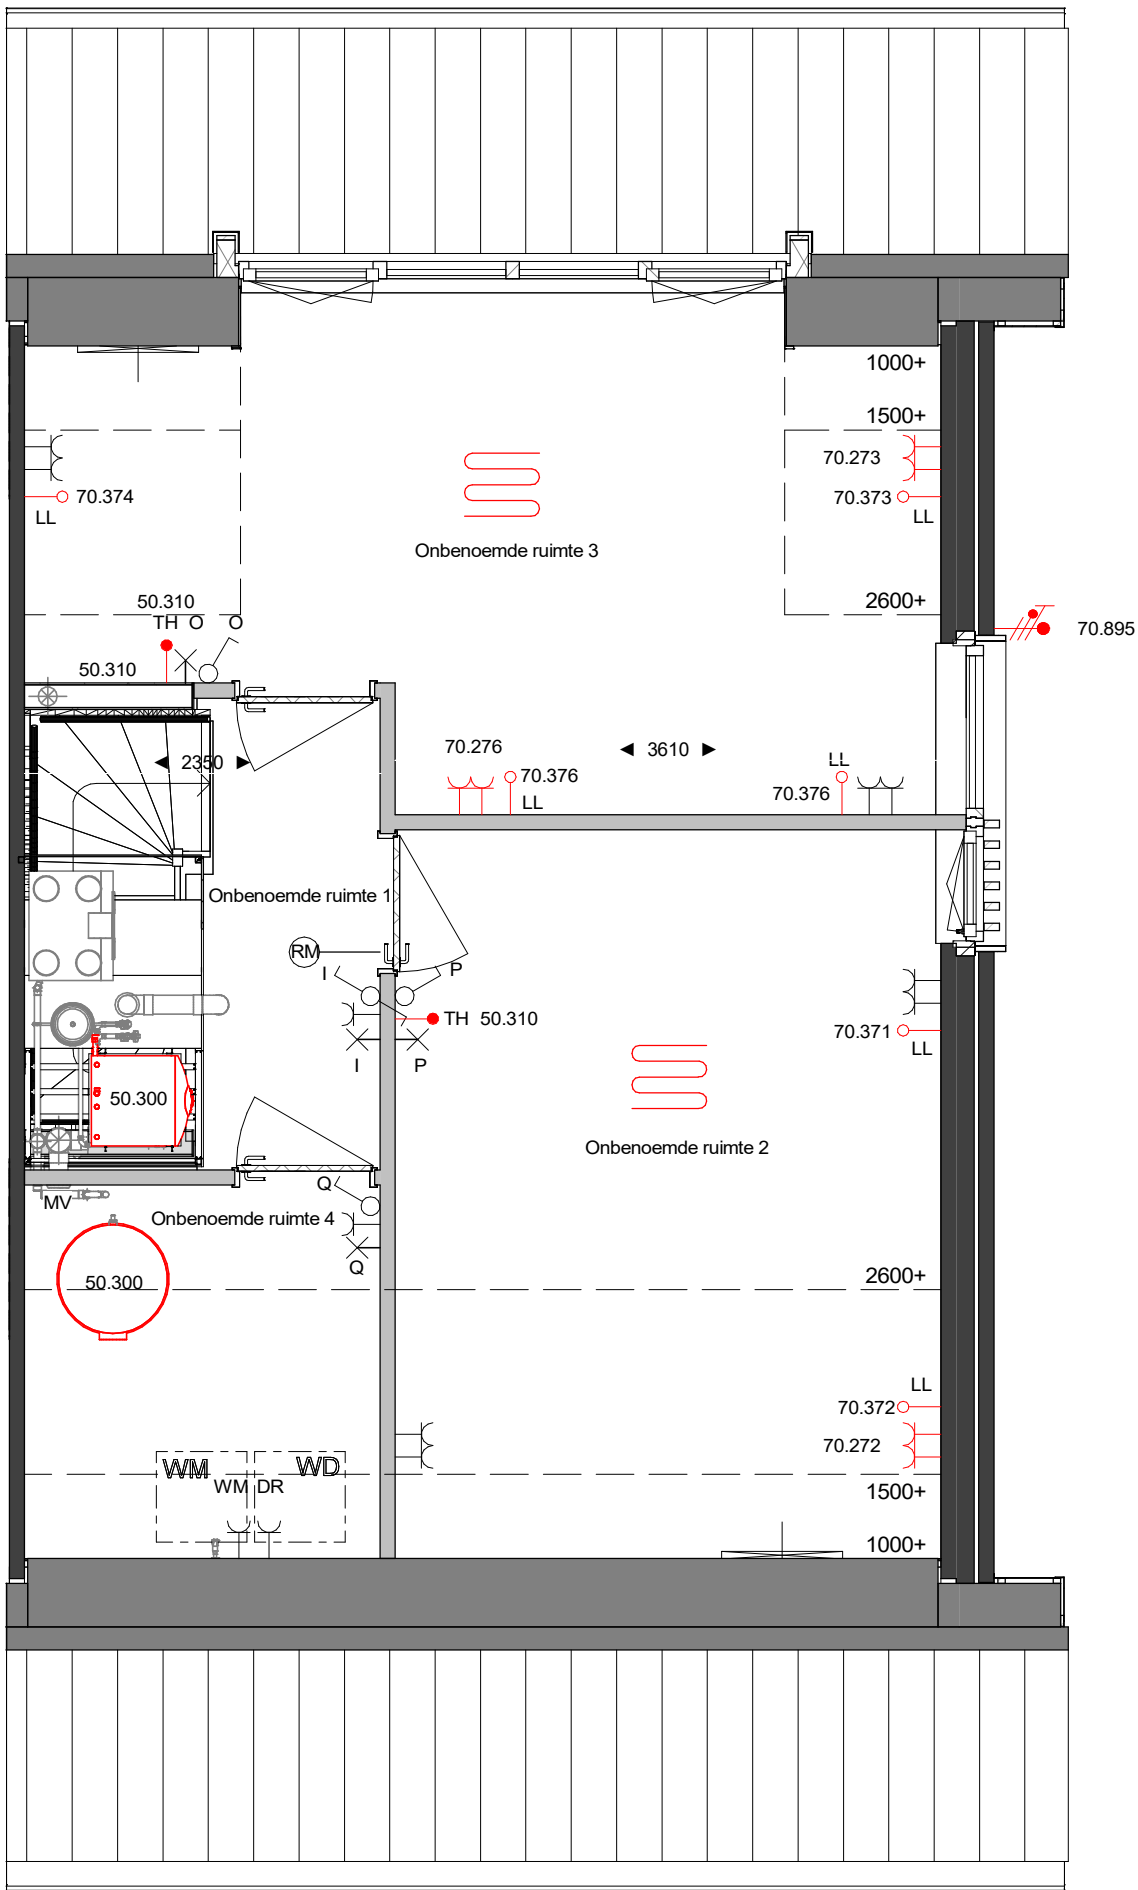 1000+
1500+
70.273
70.374
70.373
LL
LL
Onbenoemde ruimte 3
50.310
2600+
TH O O
70.895
50.310
70.276
3610
2350
70.376
LL
70.376
LL
Onbenoemde ruimte 1
RM
I
P
TH 50.310
70.371
LL
I
P
50.300
Onbenoemde ruimte 2
Q
MV
Onbenoemde ruimte 4
Q
2600+
50.300
LL
70.372
70.272
WM
WD
WM
DR
1500+
1000+